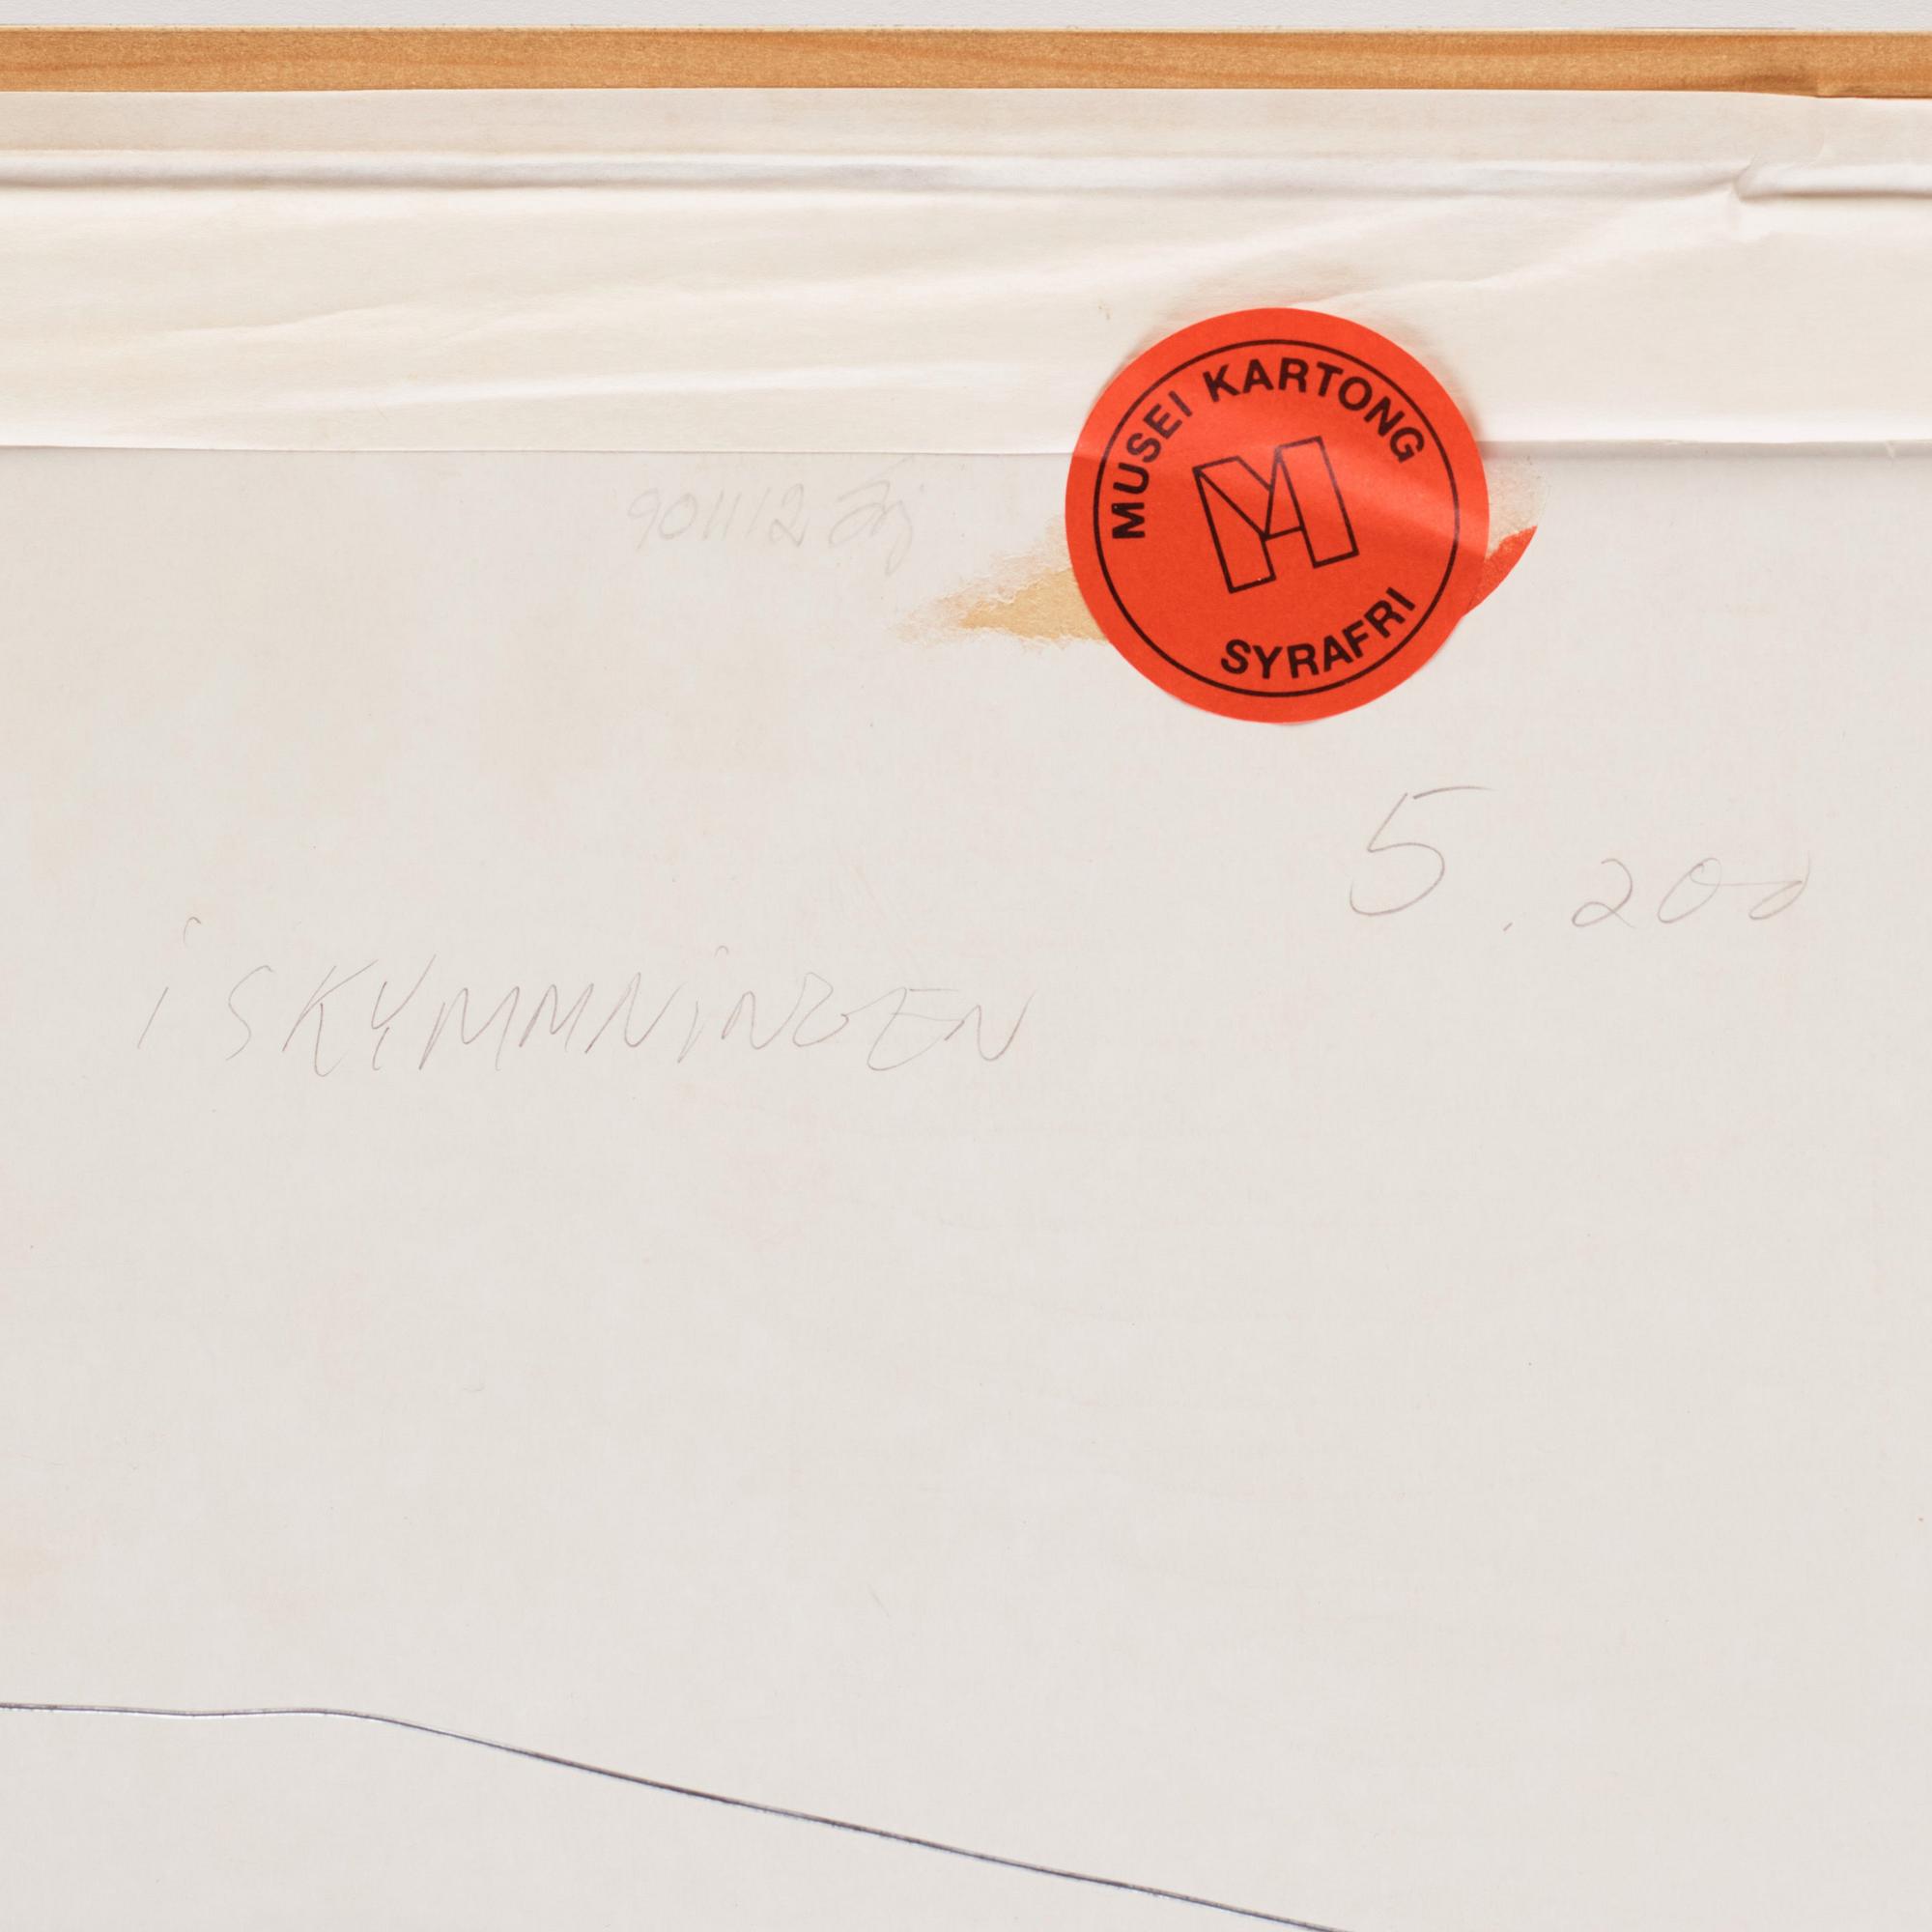 MUSEI KARTONG
M
SYRAFRI
901112
5.200
i SKYMMNiNGEN